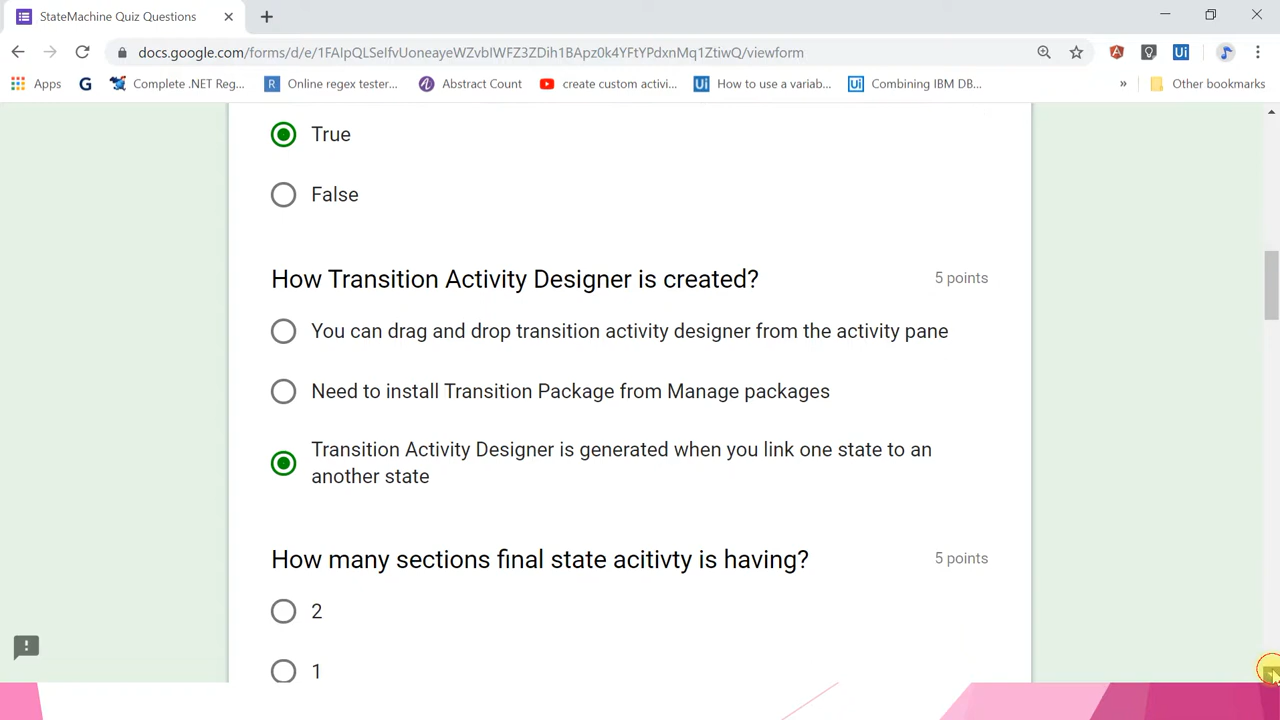 StateMachine Quiz Questions
docs.google.com/forms/d/e/1FAIpQLSeIfvUoneayeWZvbIWFZ3ZDih1BApz0k4YFtYPdxnMq1ZtiwQ/viewform
Apps G Complete .NET Reg... R Online regex tester... Abstract Count create custom activi... Ui How to use a variab... Ui Combining IBM DB... » Other bookmarks
True
False
How Transition Activity Designer is created? 5 points
You can drag and drop transition activity designer from the activity pane
Need to install Transition Package from Manage packages
Transition Activity Designer is generated when you link one state to an
another state
How many sections final state acitivty is having? 5 points
2
1